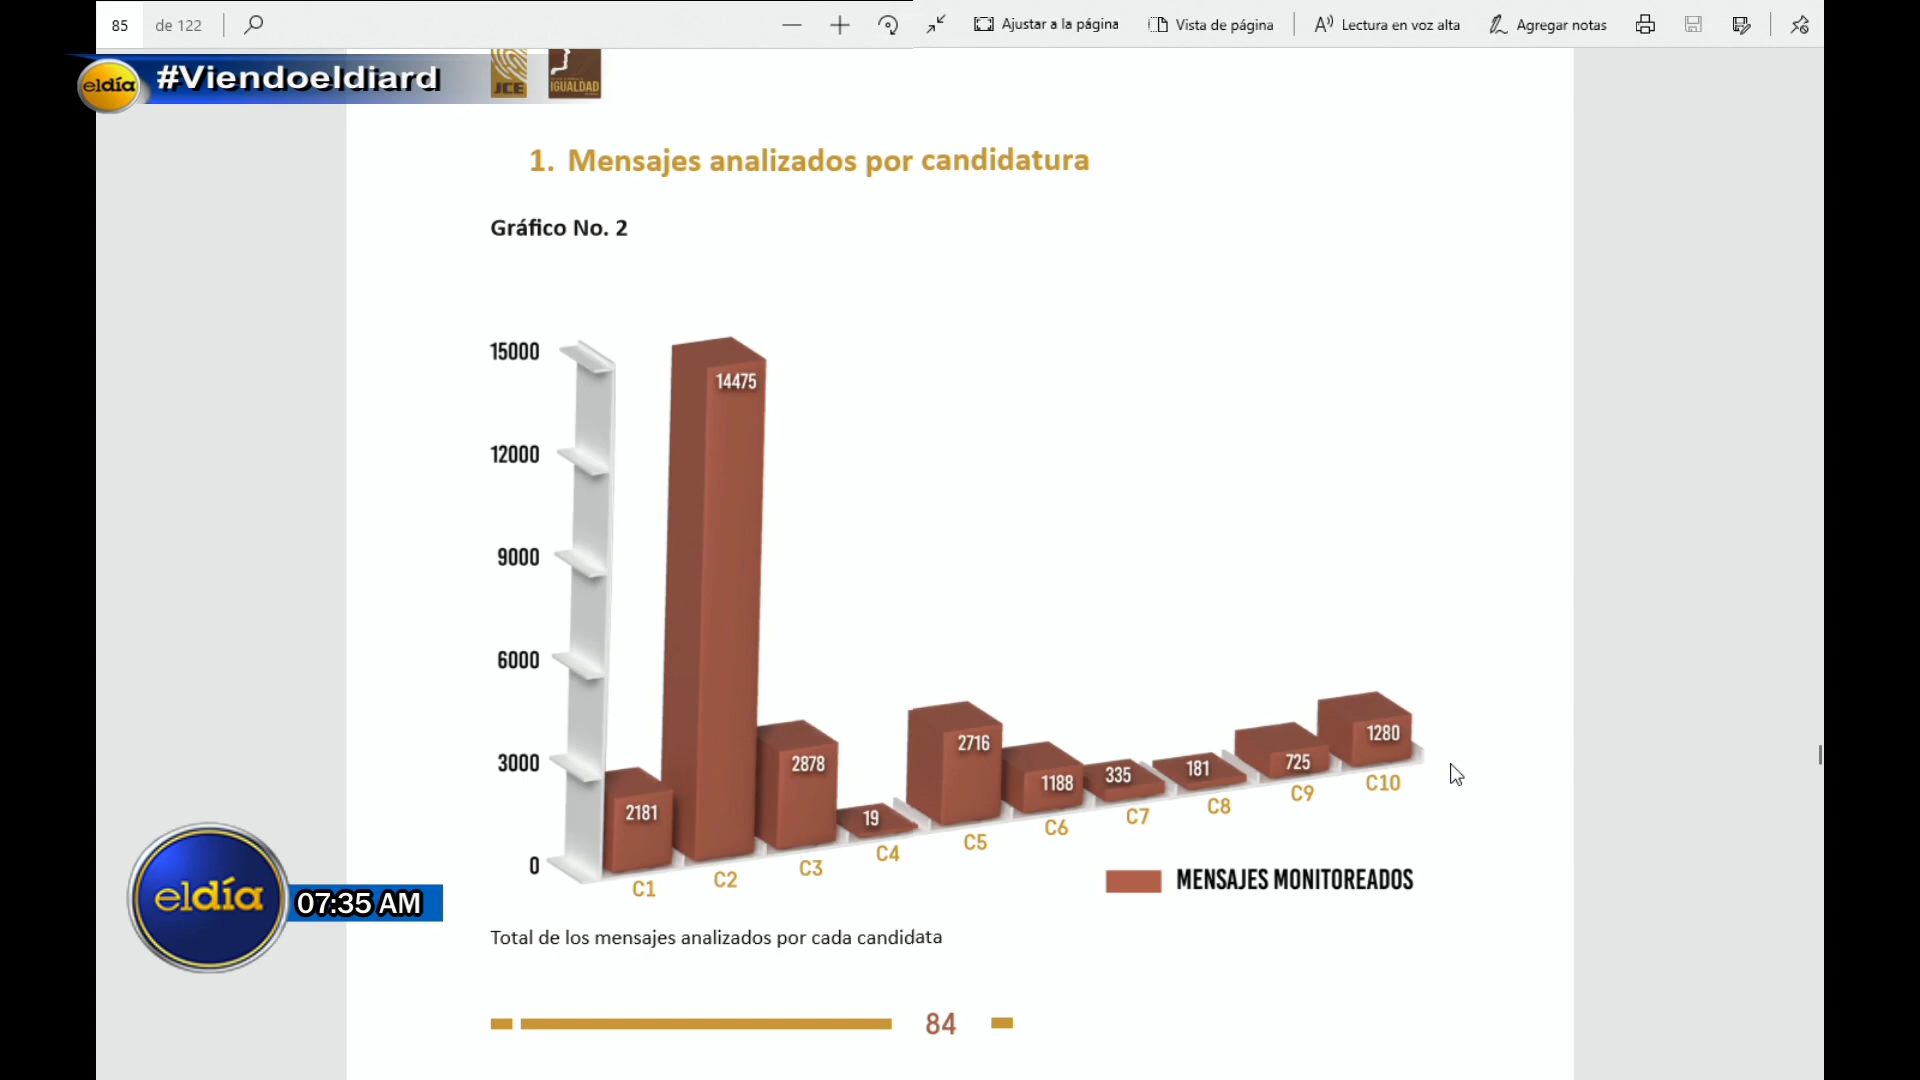 85 de 122
Ajustar a la página
Vista de página
Lectura en voz alta
Agregar notas
eldía
#Viendoeldiard
JCE
IGUALDAD
1. Mensajes analizados por candidatura
Gráfico No. 2
15000
12000
9000
6000
3000
0
2181
14475
2878
19
2716
1188
335
181
725
1280
C1
C2
C3
C4
C5
C6
C7
C8
C9
C10
MENSAJES MONITOREADOS
eldía
07:35 AM
Total de los mensajes analizados por cada candidata
84